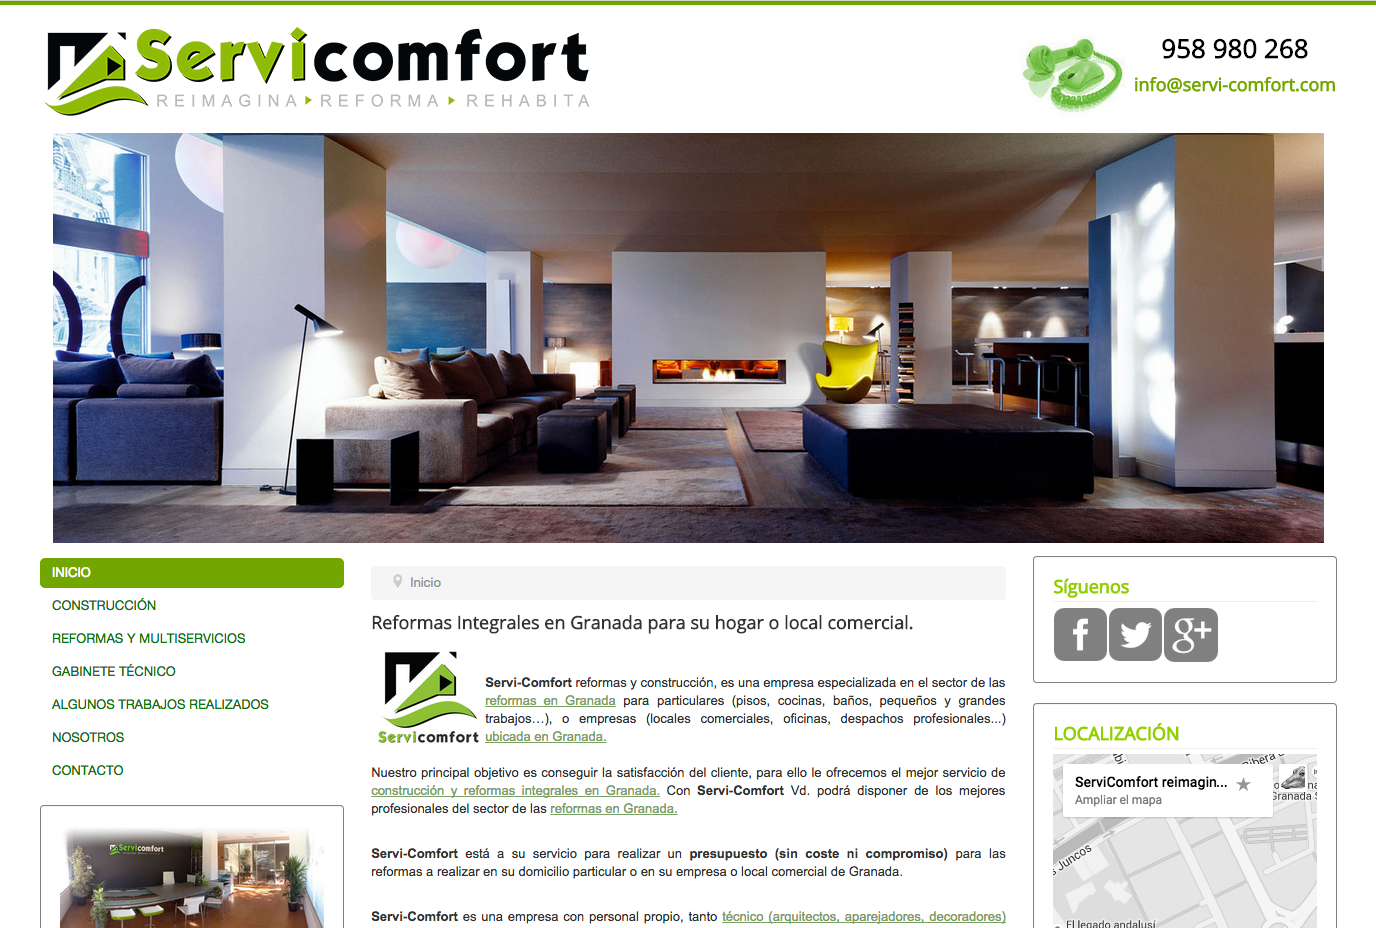 Servicomfort
REIMAGINA REFORMA REHABITA
958 980 268
info@servi-comfort.com
INICIO
CONSTRUCCIÓN
REFORMAS Y MULTISERVICIOS
GABINETE TÉCNICO
ALGUNOS TRABAJOS REALIZADOS
NOSOTROS
CONTACTO
Servicomfort
Inicio
Reformas Integrales en Granada para su hogar o local comercial.
Servicomfort
Servi-Comfort reformas y construcción, es una empresa especializada en el sector de las
reformas en Granada para particulares (pisos, cocinas, baños, pequeños y grandes
trabajos...), o empresas (locales comerciales, oficinas, despachos profesionales...)
ubicada en Granada.
Nuestro principal objetivo es conseguir la satisfacción del cliente, para ello le ofrecemos el mejor servicio de
construcción y reformas integrales en Granada. Con Servi-Comfort Vd. podrá disponer de los mejores
profesionales del sector de las reformas en Granada.
Servi-Comfort está a su servicio para realizar un presupuesto (sin coste ni compromiso) para las
reformas a realizar en su domicilio particular o en su empresa o local comercial de Granada.
Servi-Comfort es una empresa con personal propio, tanto técnico (arquitectos, aparejadores, decoradores)
Síguenos
f
g+
LOCALIZACIÓN
ServiComfort reimagin...
Ampliar el mapa
Ribera
Granada
s Juncos
El legado andalusí